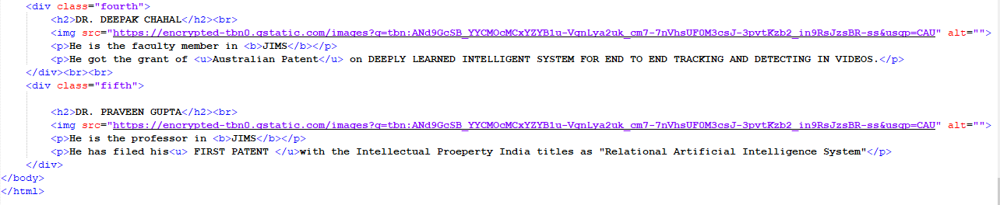 <div class="fourth">
<h2>DR. DEEPAK CHAHAL</h2><br>
<img src="https://encrypted-tbn0.gstatic.com/images?q=tbn:ANd9GcSB_YYCMOcMCxYZYB1u-VqnLya2uk_cm7-7nVhsUF0M3csJ-3pvtKzb2_in9RsJzsBR-ss&usqp=CAU" alt="">
<p>He is the faculty member in <b>JIMS</b></p>
<p>He got the grant of <u>Australian Patent</u> on DEEPLY LEARNED INTELLIGENT SYSTEM FOR END TO END TRACKING AND DETECTING IN VIDEOS.</p>
</div><br><br>
<div class="fifth">
<h2>DR. PRAVEEN GUPTA</h2><br>
<img src="https://encrypted-tbn0.gstatic.com/images?q=tbn:ANd9GcSB_YYCMOcMCxYZYB1u-VqnLya2uk_cm7-7nVhsUF0M3csJ-3pvtKzb2_in9RsJzsBR-ss&usqp=CAU" alt="">
<p>He is the professor in <b>JIMS</b></p>
<p>He has filed his<u> FIRST PATENT </u>with the Intellectual Proeperty India titles as "Relational Artificial Intelligence System"</p>
</div>
</body>
</html>